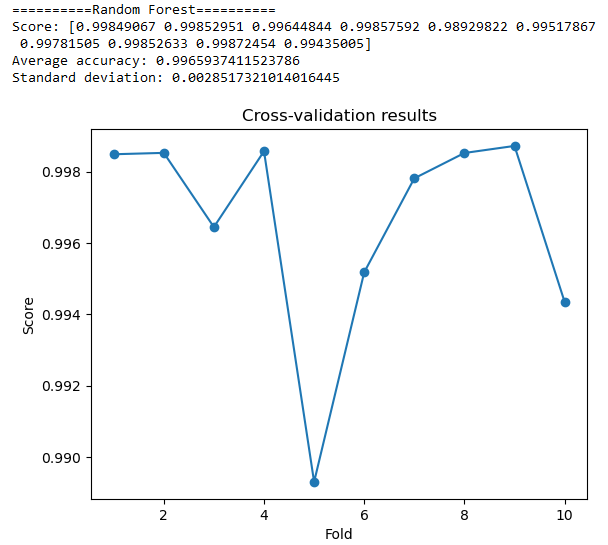 ==========Random Forest==========
Score: [0.99849067 0.99852951 0.99644844 0.99857592 0.98929822 0.99517867
0.99781505 0.99852633 0.99872454 0.99435005]
Average accuracy: 0.9965937411523786
Standard deviation: 0.0028517321014016445
Cross-validation results
0.998
0.996
0.994
0.992
0.990
Score
2 4 6 8 10
Fold